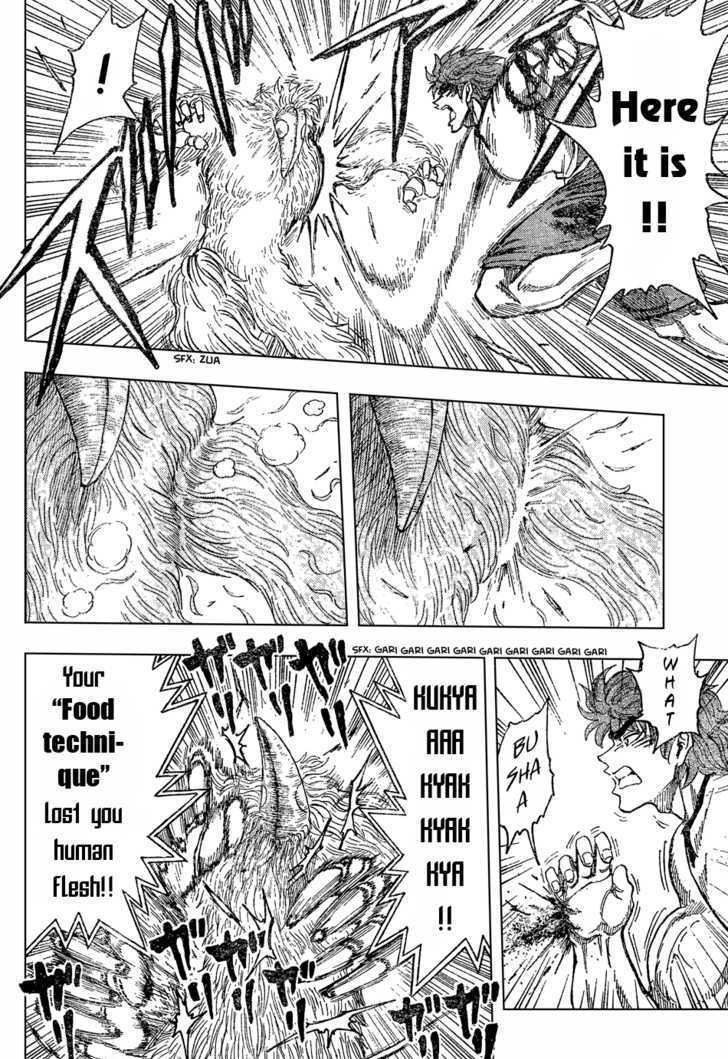 Here
it is
!!
!
SFX: ZUA
SFX: GARI GARI GARI GARI GARI GARI GARI GARI GARI
WHAT
BU
SHA
A
KUKYA
AAA
KYAK
KYAK
KYA
!!
Your
"Food
techni-
que"
Lost you
human
flesh!!